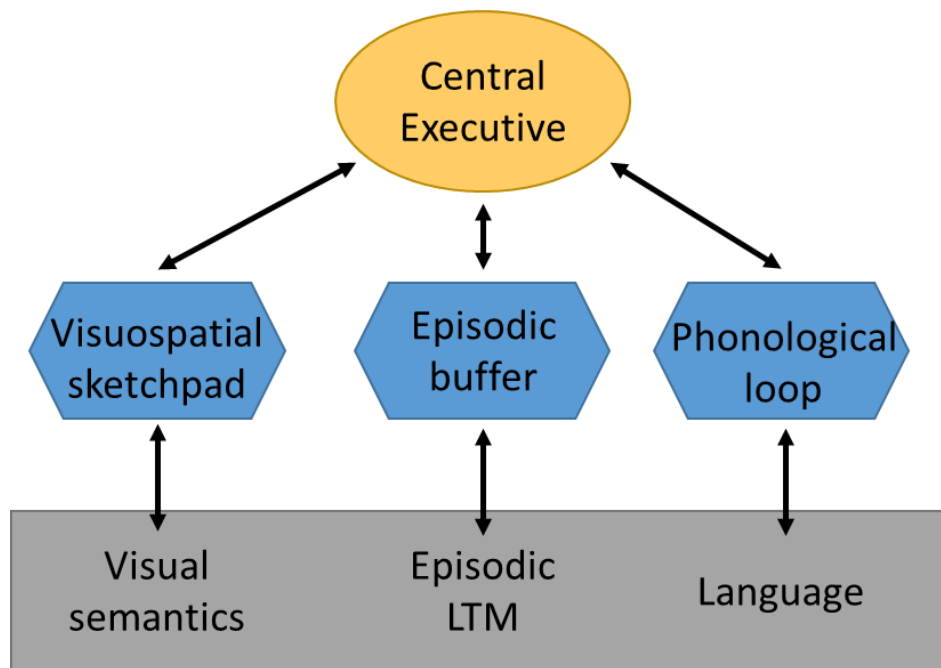 Central
Executive
Visuospatial
sketchpad
Episodic
buffer
Phonological
loop
Visual
semantics
Episodic
LTM
Language